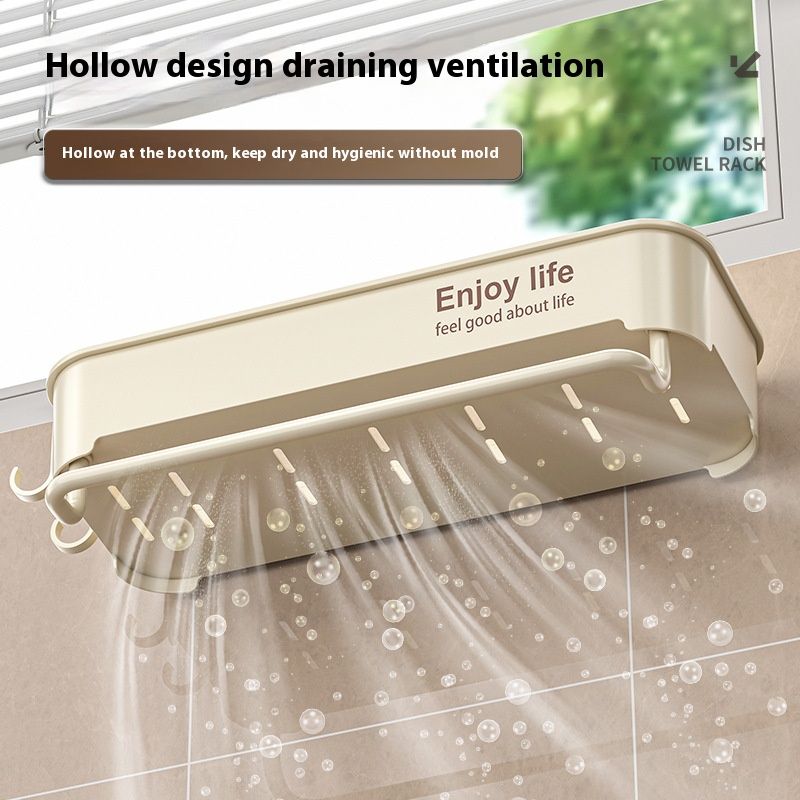 Hollow design draining ventilation
Hollow at the bottom, keep dry and hygienic without mold
DISH
TOWEL RACK
Enjoy life
feel good about life